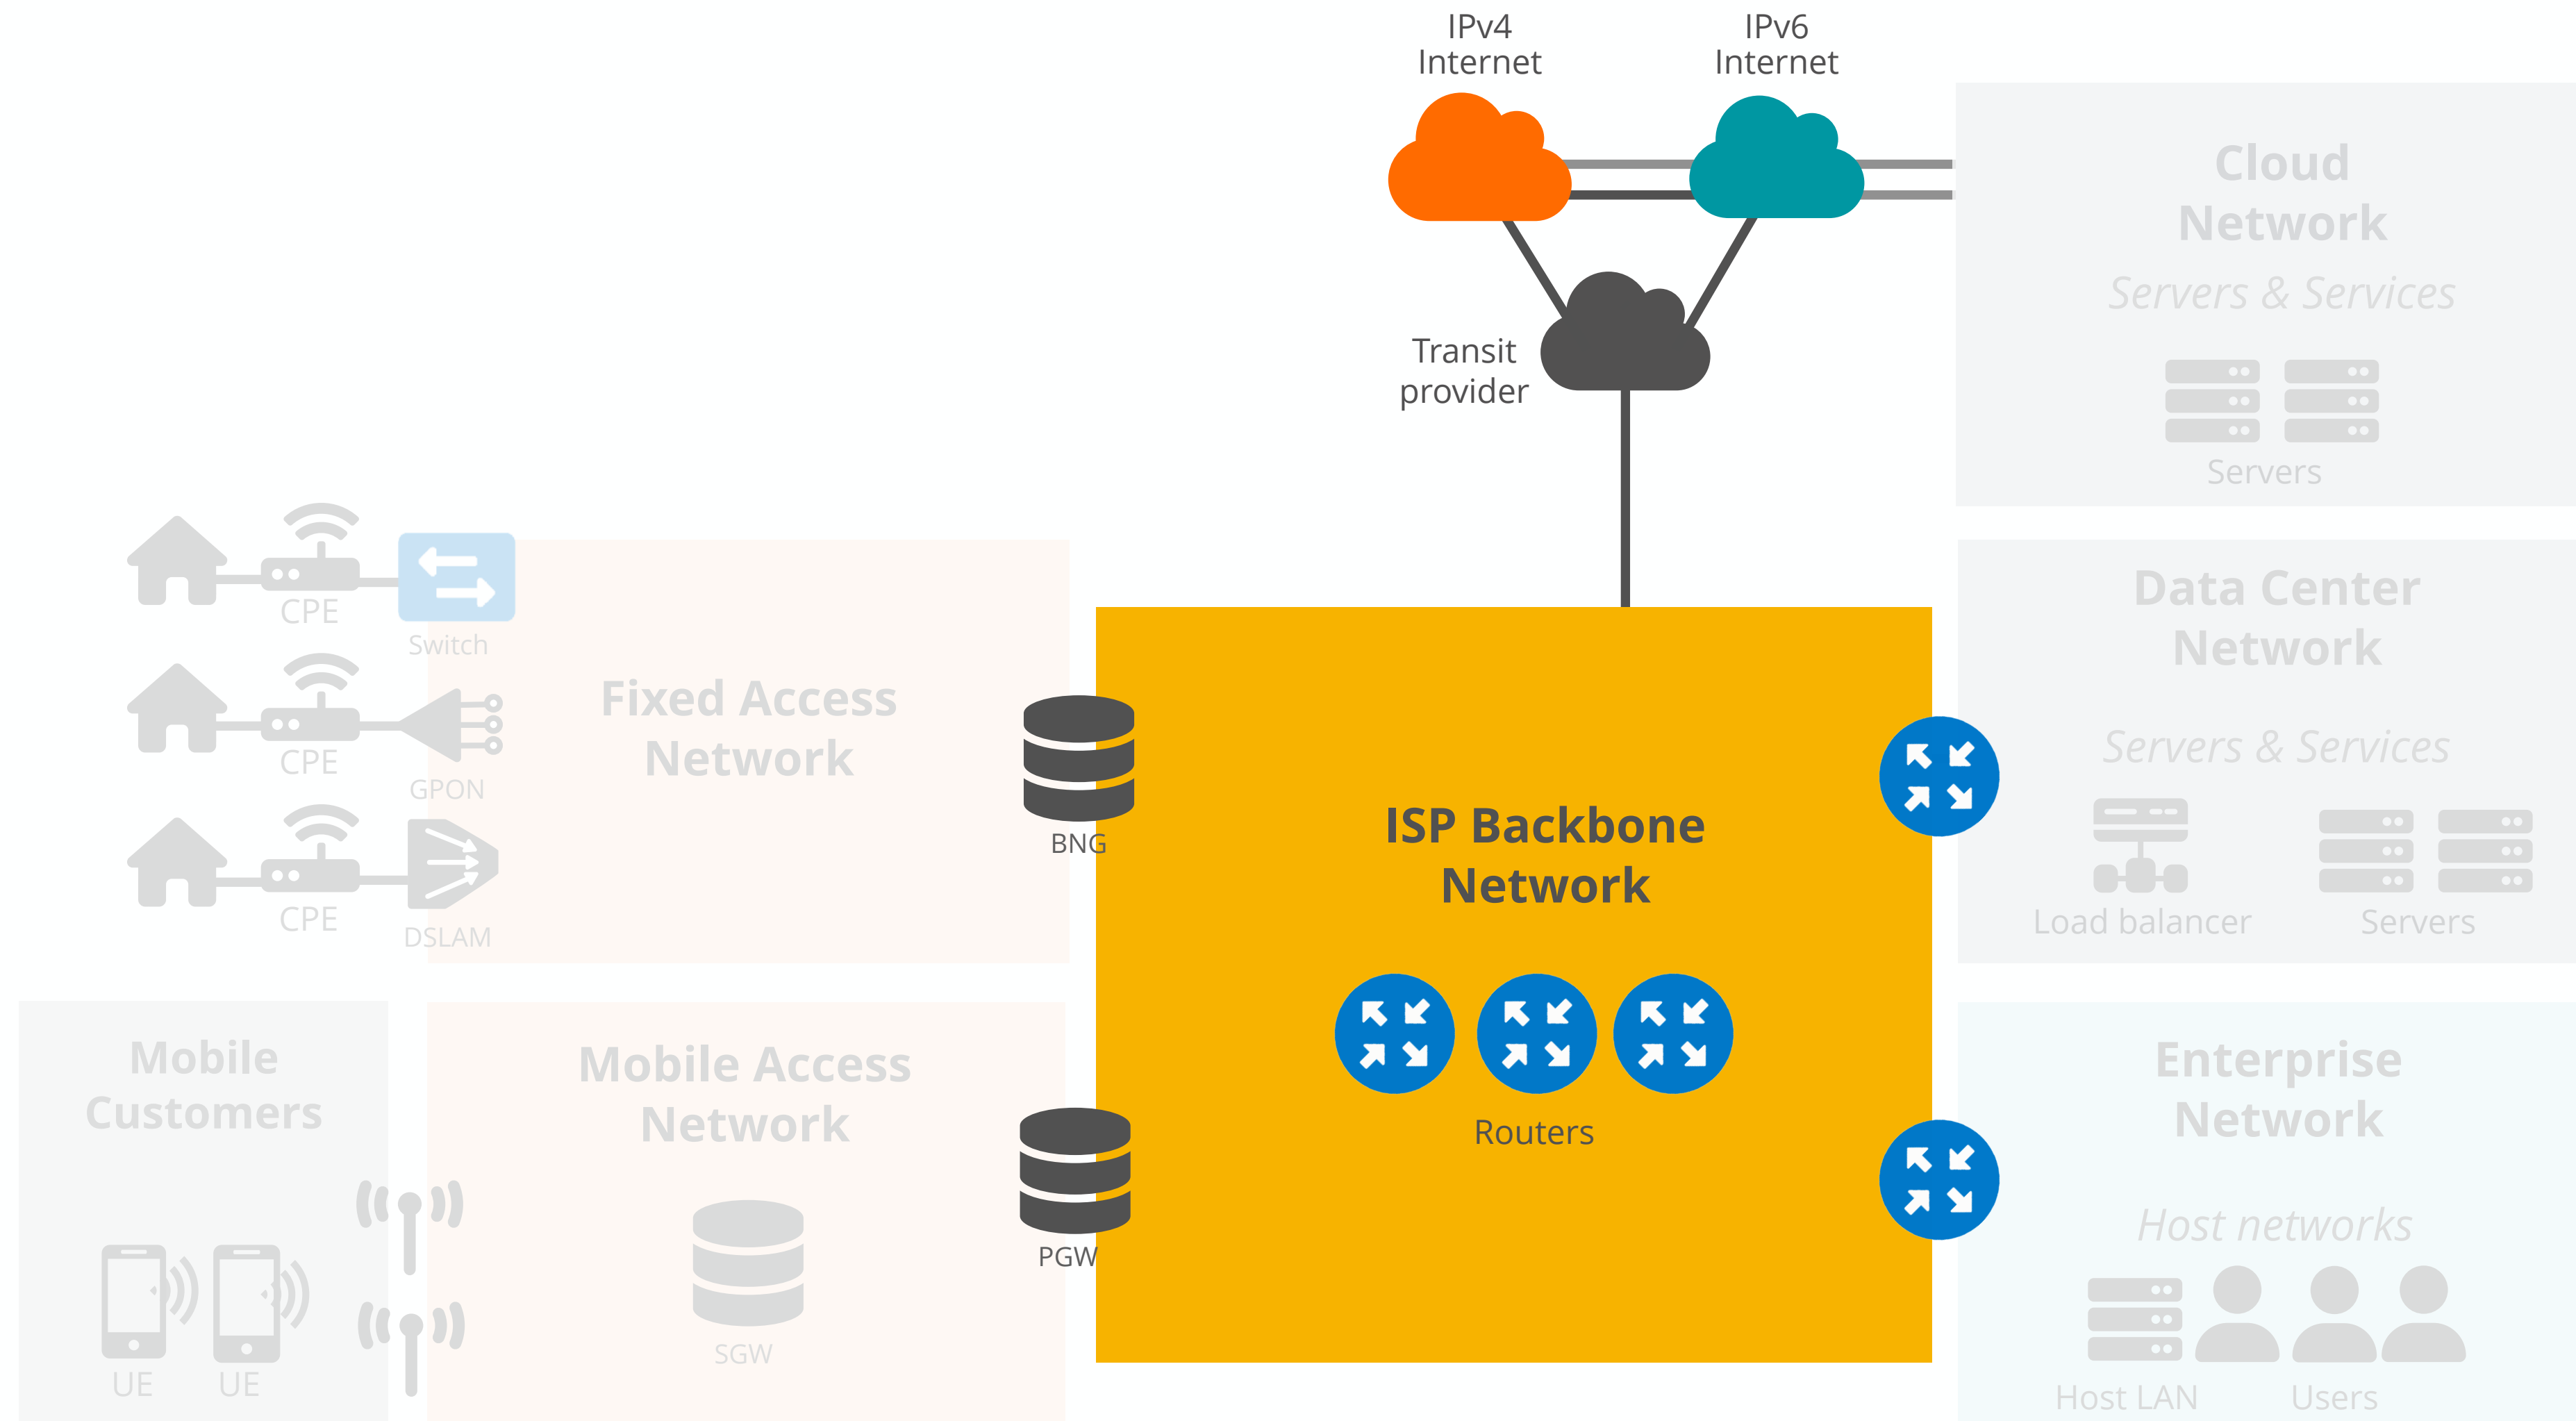 IPv4
Internet
IPv6
Internet
Cloud
Network
Servers & Services
Servers
Transit
provider
CPE
Switch
CPE
GPON
CPE
DSLAM
Fixed Access
Network
BNG
ISP Backbone
Network
Routers
Data Center
Network
Servers & Services
Load balancer
Servers
Mobile
Customers
UE
UE
Mobile Access
Network
SGW
PGW
Enterprise
Network
Host networks
Host LAN
Users